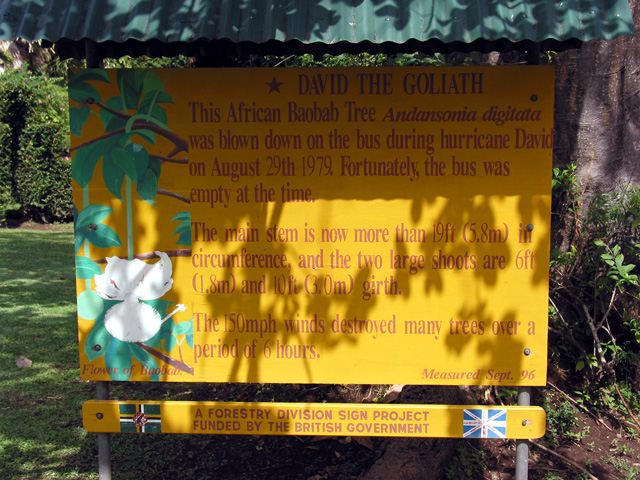 ★ DAVID THE GOLIATH
This African Baobab Tree Andansonia digitata
was blown down on the bus during hurricane David
on August 29th 1979. Fortunately, the bus was
empty at the time.
The main stem is now more than 19ft (5.8m) in
circumference, and the two large shoots are 6ft
(1.8m) and 10ft (3.0m) girth.
The 150mph winds destroyed many trees over a
period of 6 hours.
Flower of Baobab.
Measured Sept. 96
A FORESTRY DIVISION SIGN PROJECT
FUNDED BY THE BRITISH GOVERNMENT